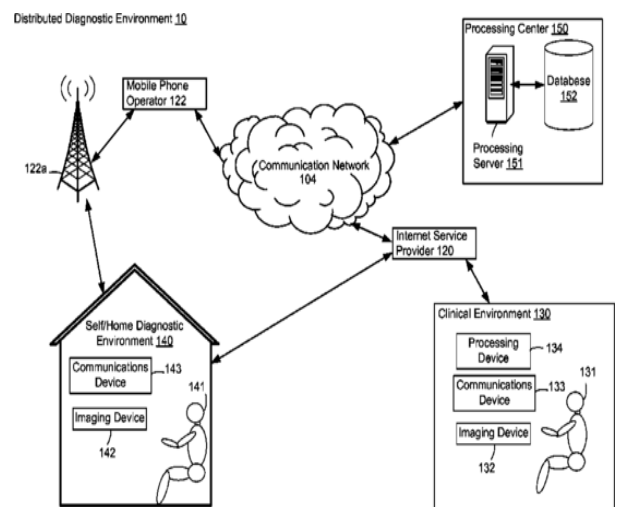 Distributed Diagnostic Environment 10
Processing Center 150
Database
152
Processing
Server 151
Mobile Phone
Operator 122
122a
Communication Network
104
Internet Service
Provider 120
Self/Home Diagnostic
Environment 140
Communications
Device
143
141
Imaging Device
142
Clinical Environment 130
Processing
Device
134
131
Communications
Device
133
Imaging Device
132